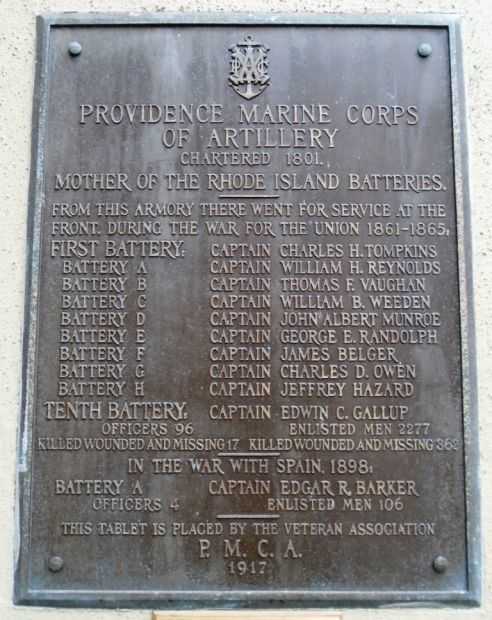 PROVIDENCE MARINE CORPS
OF ARTILLERY
CHARTERED 1801.
MOTHER OF THE RHODE ISLAND BATTERIES.
FROM THIS ARMORY THERE WENT FOR SERVICE AT THE
FRONT DURING THE WAR FOR THE UNION 1861-1865,
FIRST BATTERY, CAPTAIN CHARLES H. TOMPKINS
BATTERY A CAPTAIN WILLIAM H. REYNOLDS
BATTERY B CAPTAIN THOMAS F. VAUGHAN
BATTERY C CAPTAIN WILLIAM B. WEEDEN
BATTERY D CAPTAIN JOHN ALBERT MUNROE
BATTERY E CAPTAIN GEORGE E. RANDOLPH
BATTERY F CAPTAIN JAMES BELGER
BATTERY G CAPTAIN CHARLES D. OWEN
BATTERY H CAPTAIN JEFFREY HAZARD
TENTH BATTERY, CAPTAIN EDWIN C. GALLUP
OFFICERS 96 ENLISTED MEN 2277
KILLED WOUNDED AND MISSING 17 KILLED WOUNDED AND MISSING 362
IN THE WAR WITH SPAIN, 1898,
BATTERY A CAPTAIN EDGAR R. BARKER
OFFICERS 4 ENLISTED MEN 106
THIS TABLET IS PLACED BY THE VETERAN ASSOCIATION
P. M. C. A.
1917